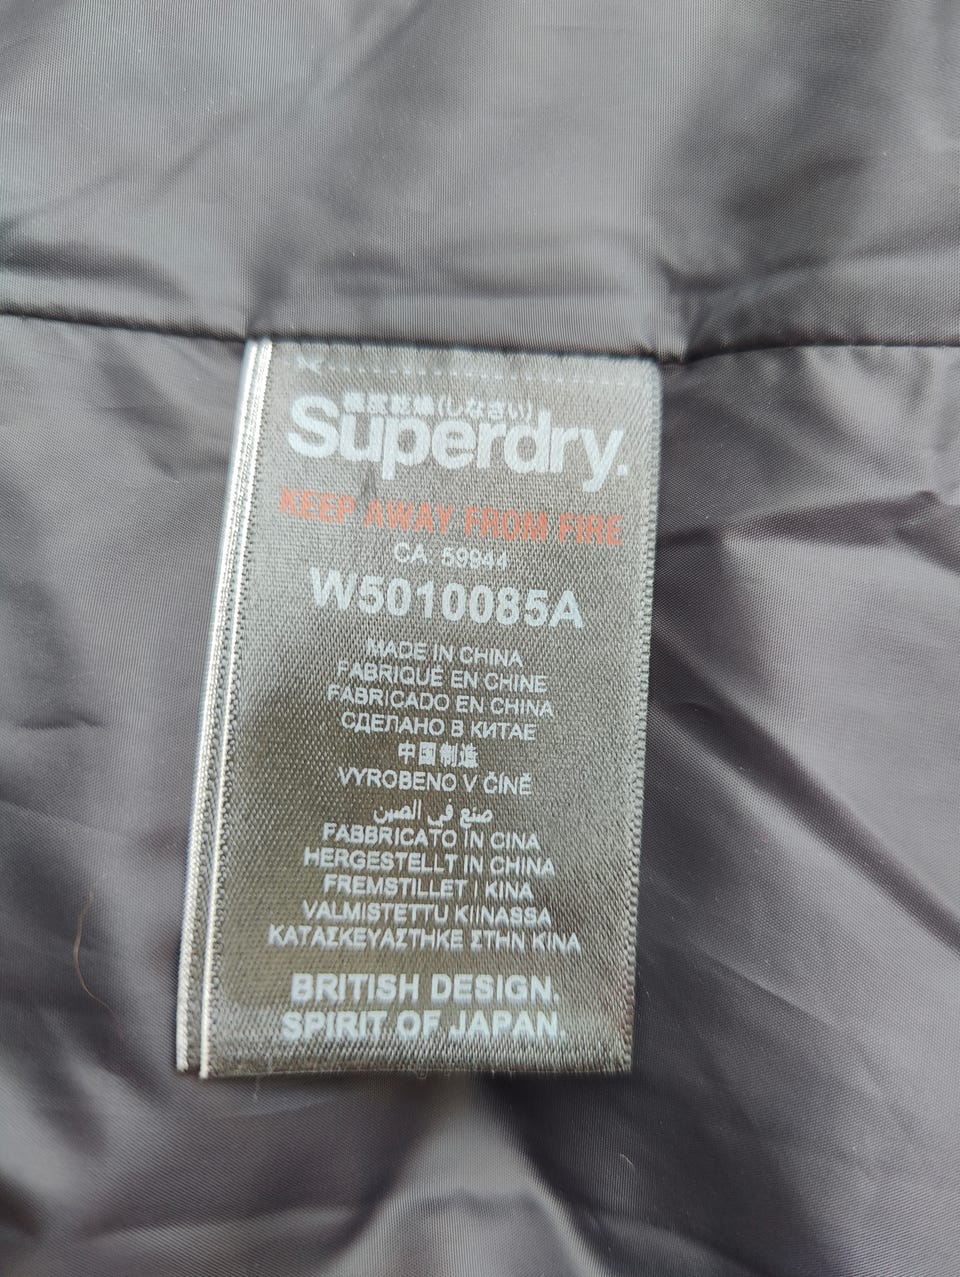 極度乾燥(しなさい)
Superdry.
KEEP AWAY FROM FIRE
CA 59944
W5010085A
MADE IN CHINA
FABRIQUÉ EN CHINE
FABRICADO EN CHINA
СДЕЛАНО В КИТАЕ
中国制造
VYROBENO V ČÍNĚ
صنع في الصين
FABBRICATO IN CINA
HERGESTELLT IN CHINA
FREMSTILLET I KINA
VALMISTETTU KIINASSA
ΚΑΤΑΣΚΕΥΑΣΤΗΚΕ ΣΤΗΝ ΚΙΝΑ
BRITISH DESIGN.
SPIRIT OF JAPAN.